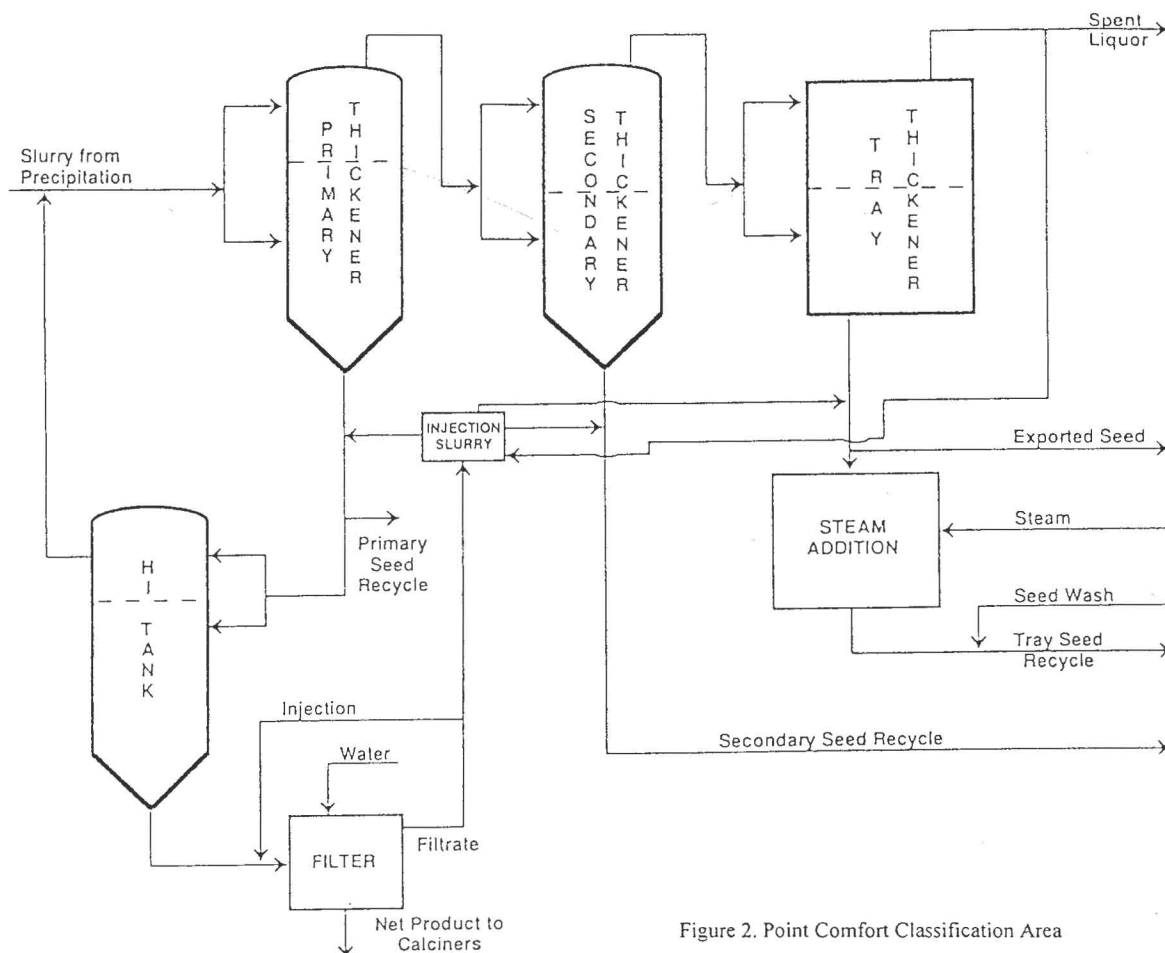 Spent
Liquor
PRIMARY
THICKENER
SECONDARY
THICKENER
TRAY
THICKENER
Slurry from
Precipitation
INJECTION
SLURRY
Exported Seed
STEAM
ADDITION
Steam
Primary
Seed
Recycle
HI
TANK
Seed Wash
Tray Seed
Recycle
Injection
Secondary Seed Recycle
Water
FILTER
Filtrate
Net Product to
Calciners
Figure 2. Point Comfort Classification Area